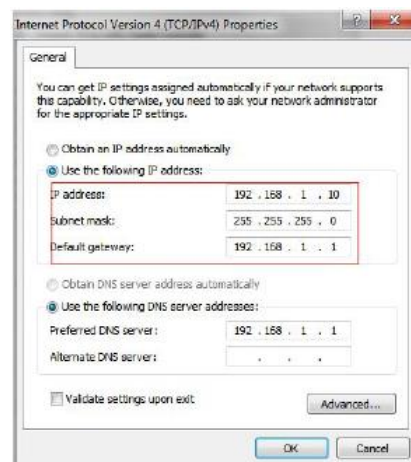 Internet Protocol Version 4 (TCP/IPv4) Properties
General
You can get IP settings assigned automatically if your network supports
this capability. Otherwise, you need to ask your network administrator
for the appropriate IP settings.
Obtain an IP address automatically
Use the following IP address:
IP address: 192 . 168 . 1 . 10
Subnet mask: 255 . 255 . 255 . 0
Default gateway: 192 . 168 . 1 . 1
Obtain DNS server address automatically
Use the following DNS server addresses:
Preferred DNS server: 192 . 168 . 1 . 1
Alternate DNS server: . . .
Validate settings upon exit
Advanced...
OK Cancel